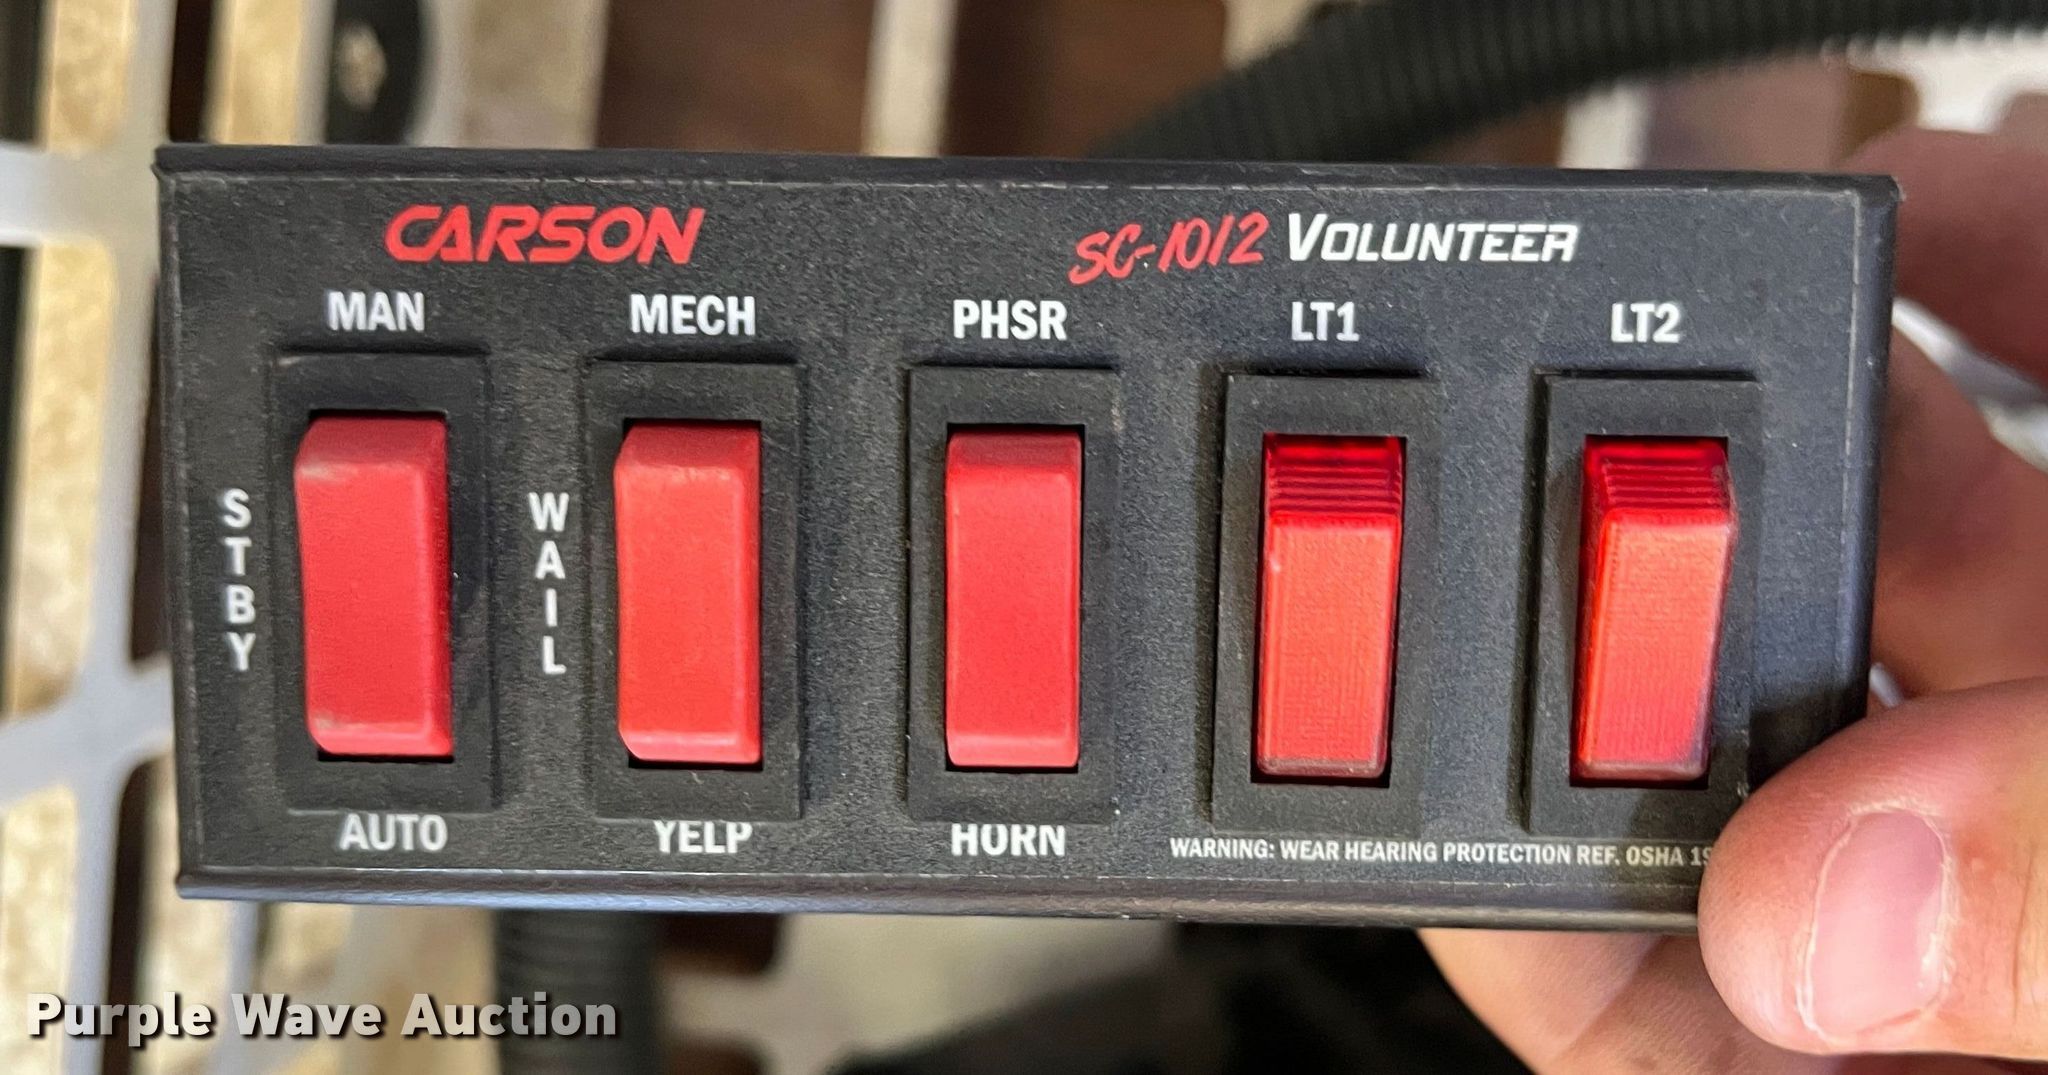 CARSON
SC-1012 VOLUNTEER
MAN
MECH
PHSR
LT1
LT2
STBY
WAIL
AUTO
YELP
HORN
WARNING: WEAR HEARING PROTECTION REF. OSHA
Purple Wave Auction